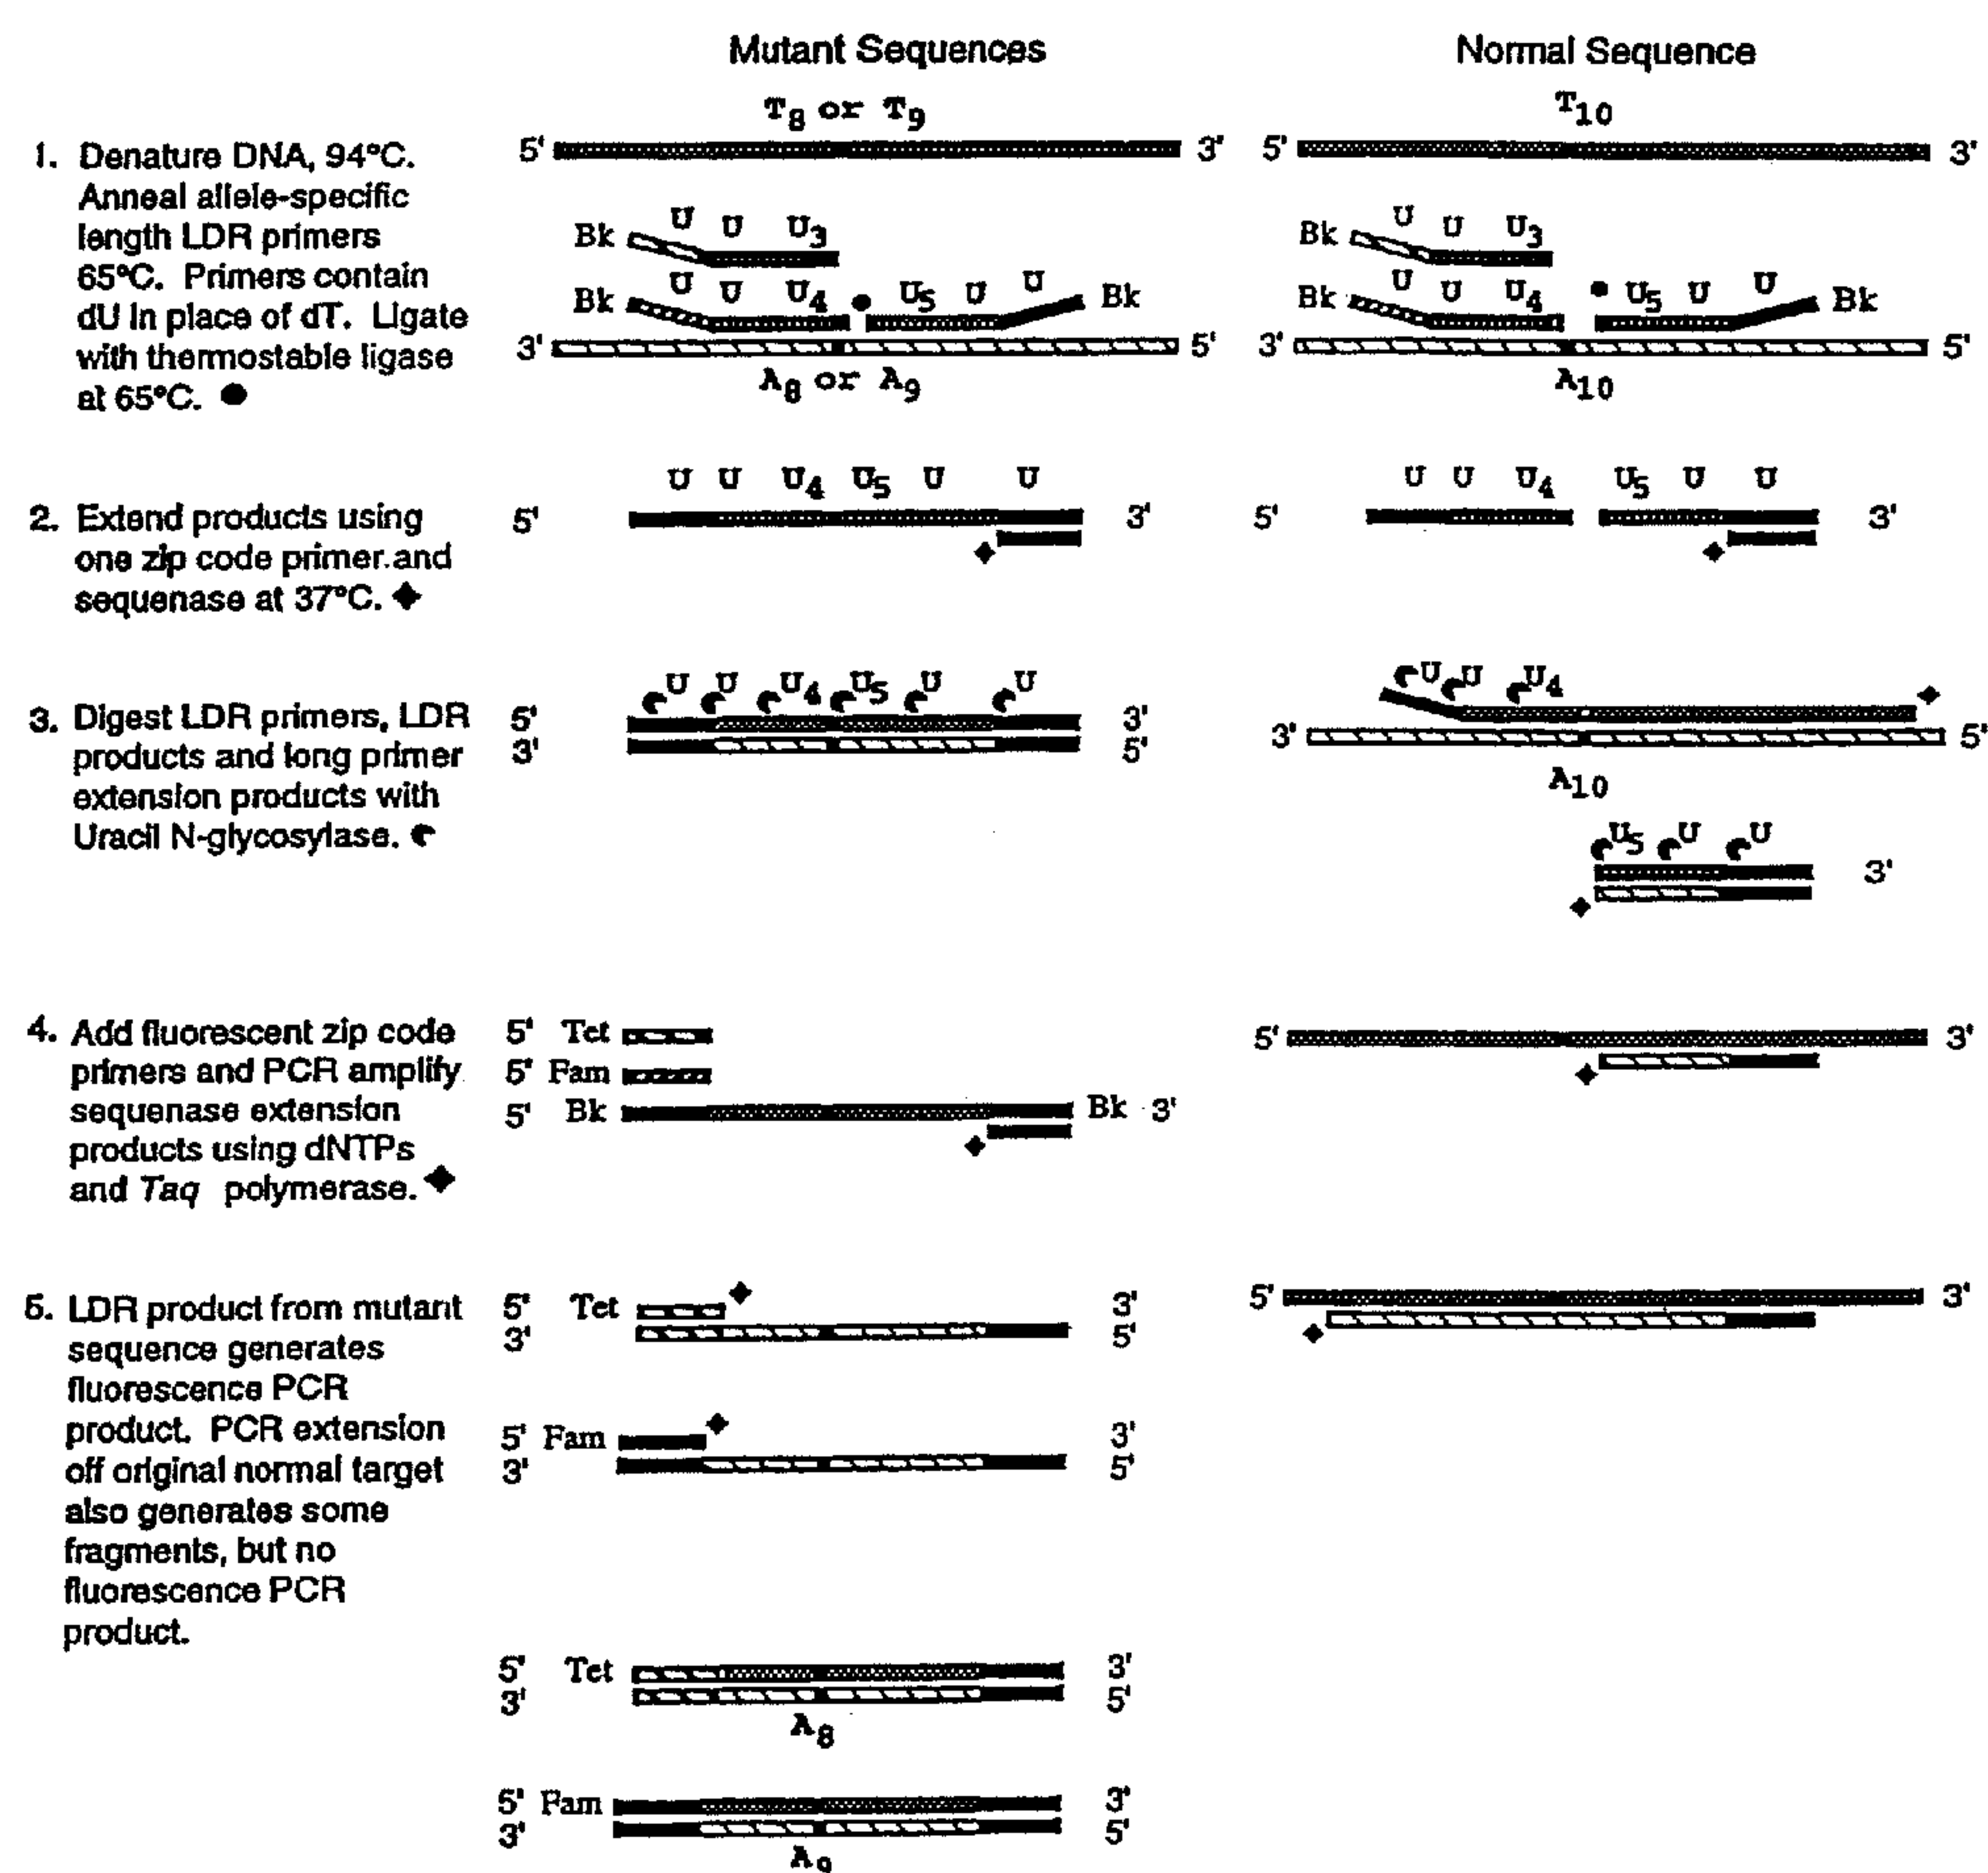 Mutant Sequences
Normal Sequence
T8 or T9
T10
1. Denature DNA, 94°C.
Anneal allele-specific
length LDR primers
65°C. Primers contain
dU in place of dT. Ligate
with thermostable ligase
at 65°C.
5' 3' 5' 3'
Bk U U U3
Bk U U U3
Bk U U U4 U5 U U Bk
Bk U U U4 U5 U U Bk
3' 5' 3' 5'
A8 or A9
A10
2. Extend products using
one zip code primer and
sequenase at 37°C.
U U U4 U5 U U
U U U4 U5 U U
5' 3' 5' 3'
3. Digest LDR primers, LDR
products and long primer
extension products with
Uracil N-glycosylase.
U U U4 U5 U U
U U U4
5' 3'
3' 5'
3' 5'
A10
U5 U U
3'
4. Add fluorescent zip code
primers and PCR amplify
sequenase extension
products using dNTPs
and Taq polymerase.
5' Tet
5' Fam
5' Bk Bk 3'
5' 3'
5. LDR product from mutant
sequence generates
fluorescence PCR
product. PCR extension
off original normal target
also generates some
fragments, but no
fluorescence PCR
product.
5' Tet 3'
3' 5'
5' 3'
5' Fam 3'
3' 5'
5' Tet 3'
3' 5'
A8
5' Fam 3'
3' 5'
A9